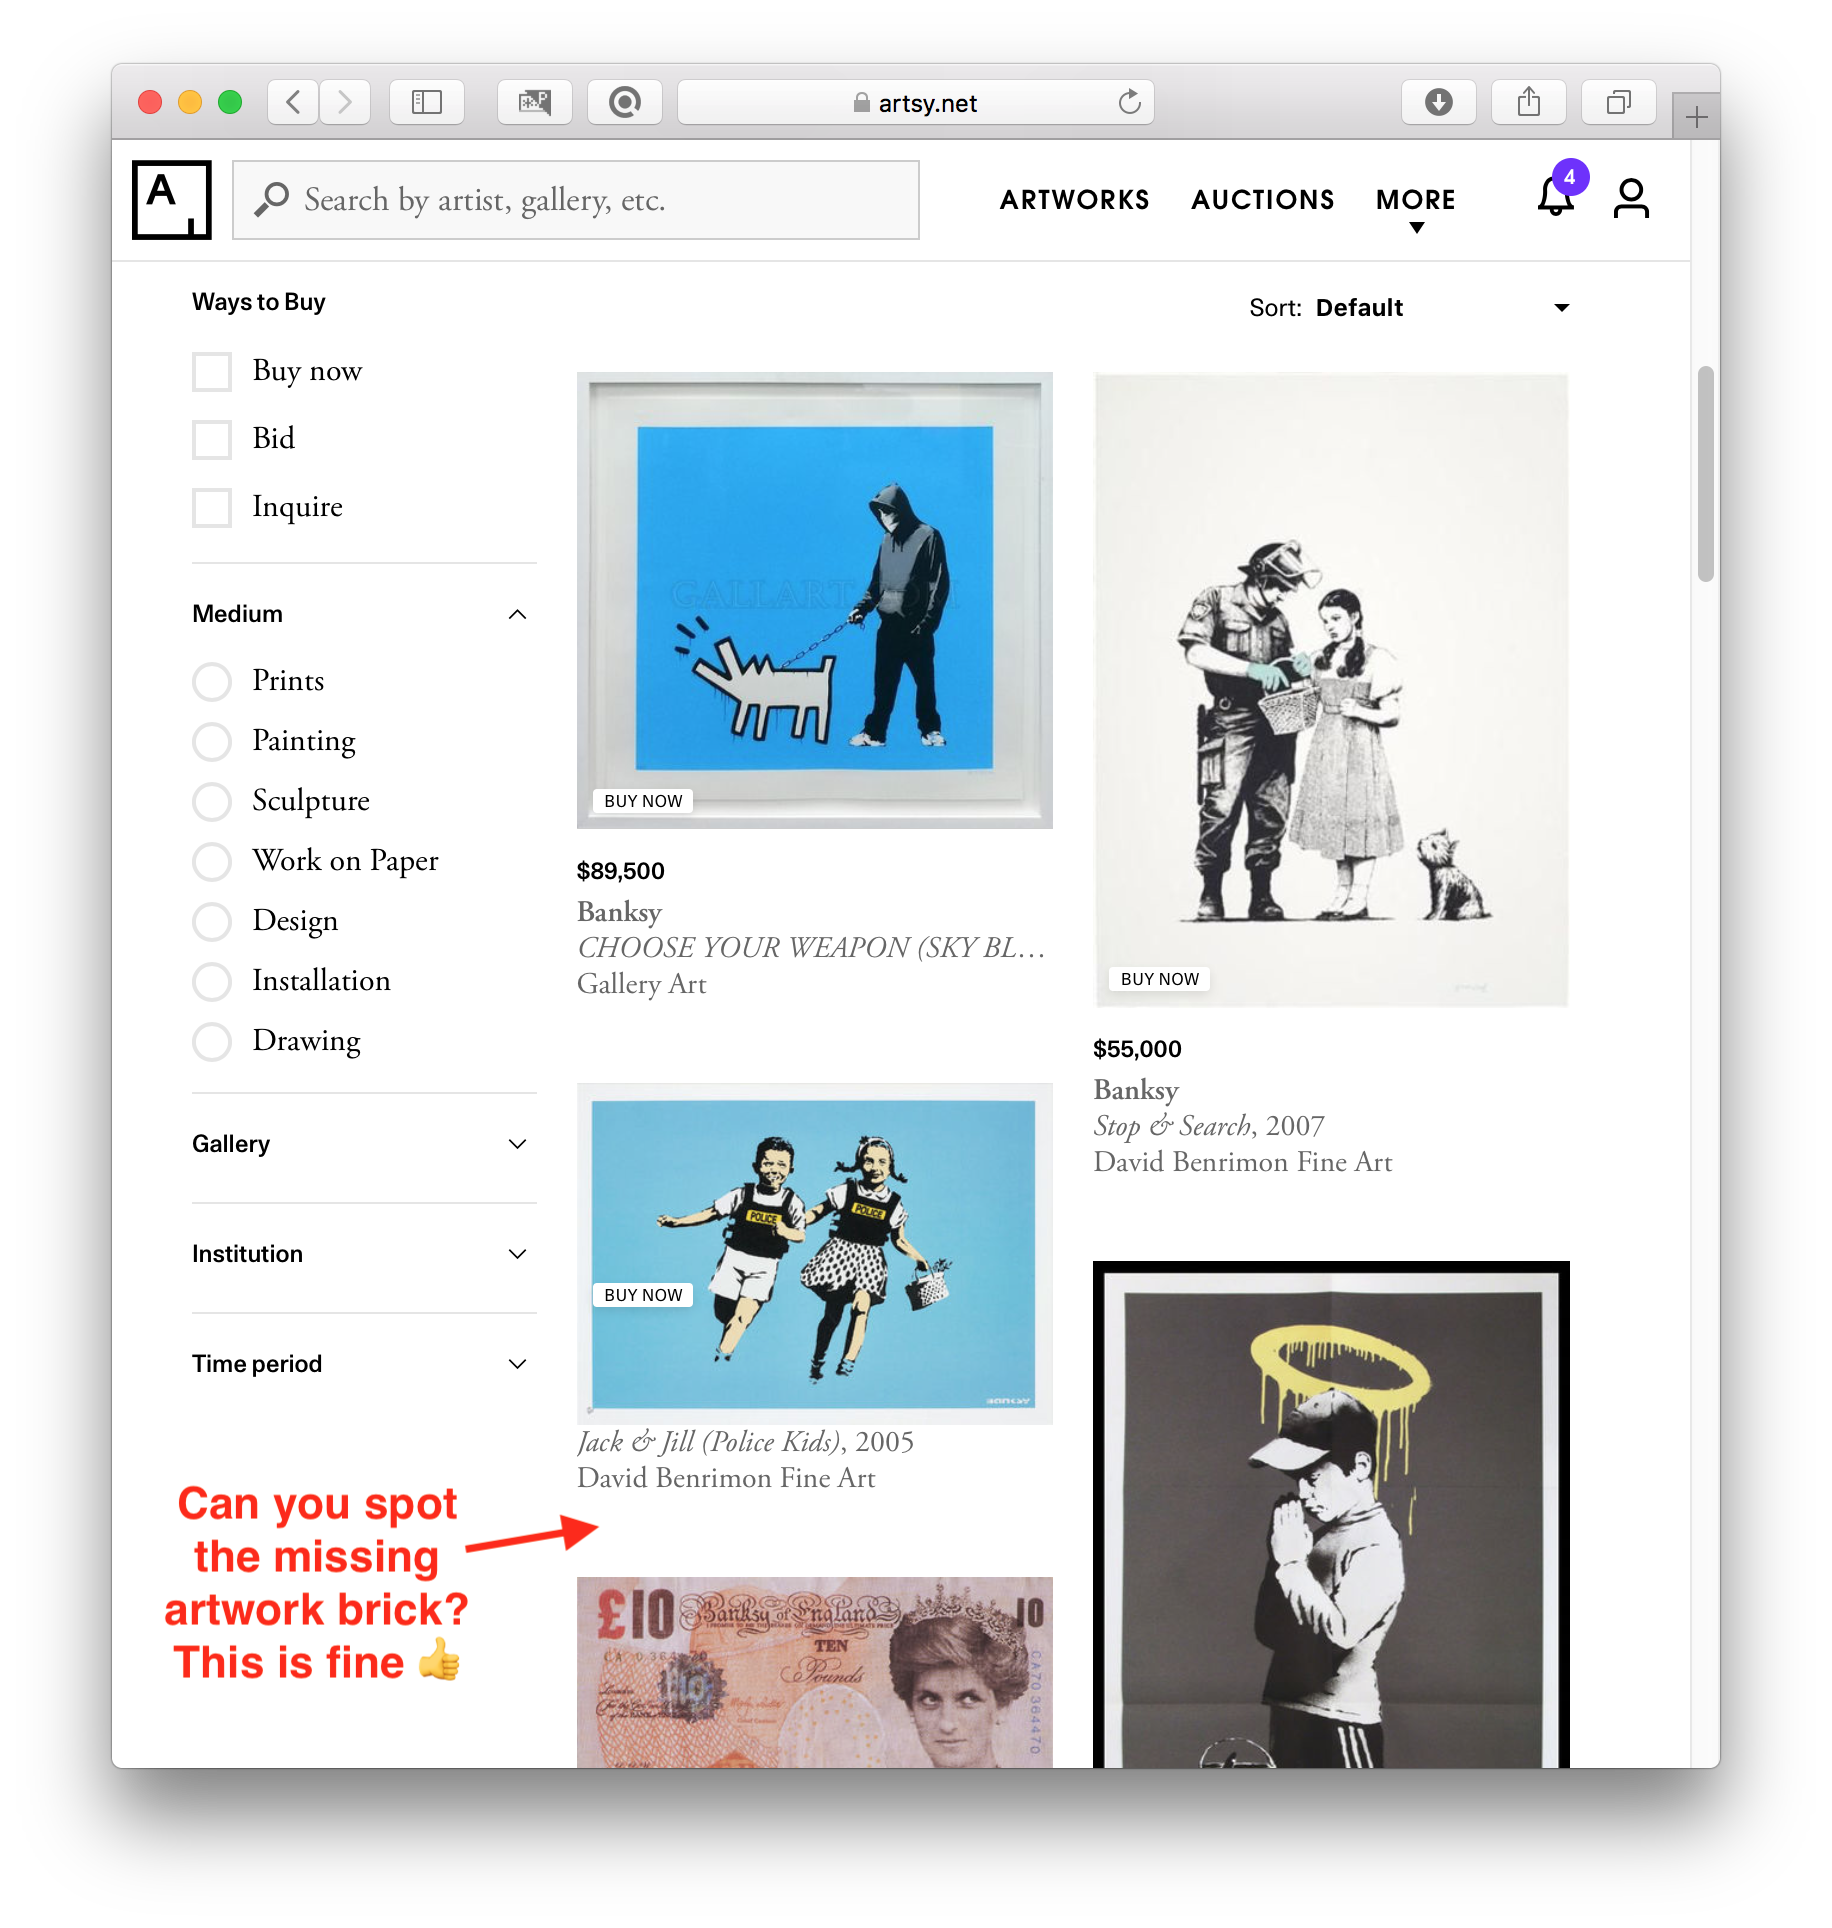 artsy.net
A
Search by artist, gallery, etc.
ARTWORKS
AUCTIONS
MORE
4
Ways to Buy
Buy now
Bid
Inquire
Medium
Prints
Painting
Sculpture
Work on Paper
Design
Installation
Drawing
Gallery
Institution
Time period
Can you spot
the missing
artwork brick?
This is fine 👍
Sort: Default
GALLART.COM
BUY NOW
$89,500
Banksy
CHOOSE YOUR WEAPON (SKY BL…
Gallery Art
POLICE
POLICE
BUY NOW
BANKSY
Jack & Jill (Police Kids), 2005
David Benrimon Fine Art
£10
Banksy of England
10
TEN
Pounds
BUY NOW
$55,000
Banksy
Stop & Search, 2007
David Benrimon Fine Art